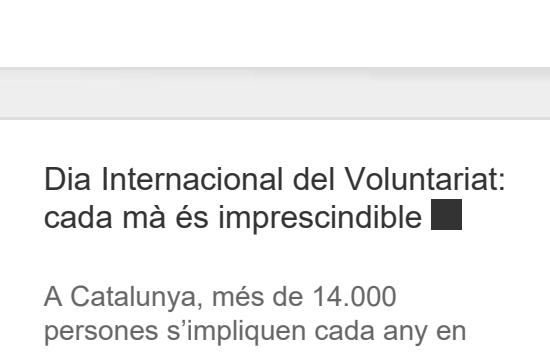 Dia Internacional del Voluntariat:
cada mà és imprescindible
A Catalunya, més de 14.000
persones s’impliquen cada any en